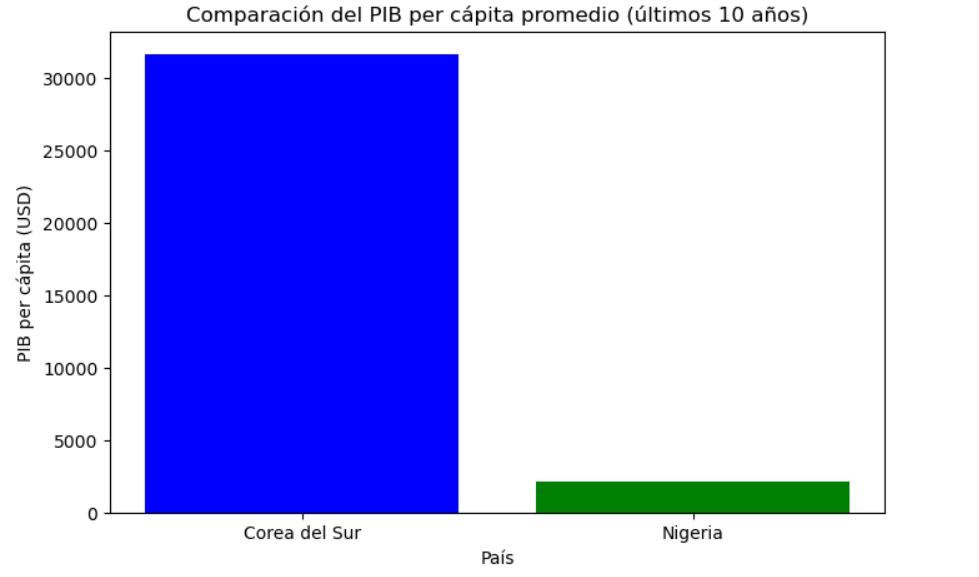 Comparación del PIB per cápita promedio (últimos 10 años)
PIB per cápita (USD)
30000
25000
20000
15000
10000
5000
0
Corea del Sur
Nigeria
País